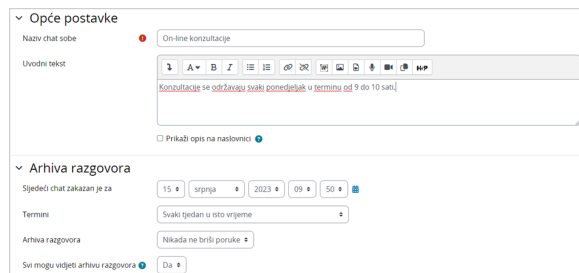 Opće postavke
Naziv chat sobe
On-line konzultacije
Uvodni tekst
A B I H-P
Konzultacije se održavaju svaki ponedjeljak u terminu od 9 do 10 sati.
Prikaži opis na naslovnici
Arhiva razgovora
Sljedeći chat zakazan je za 15 srpnja 2023 09 50
Termini Svaki tjedan u isto vrijeme
Arhiva razgovora Nikada ne briši poruke
Svi mogu vidjeti arhivu razgovora Da